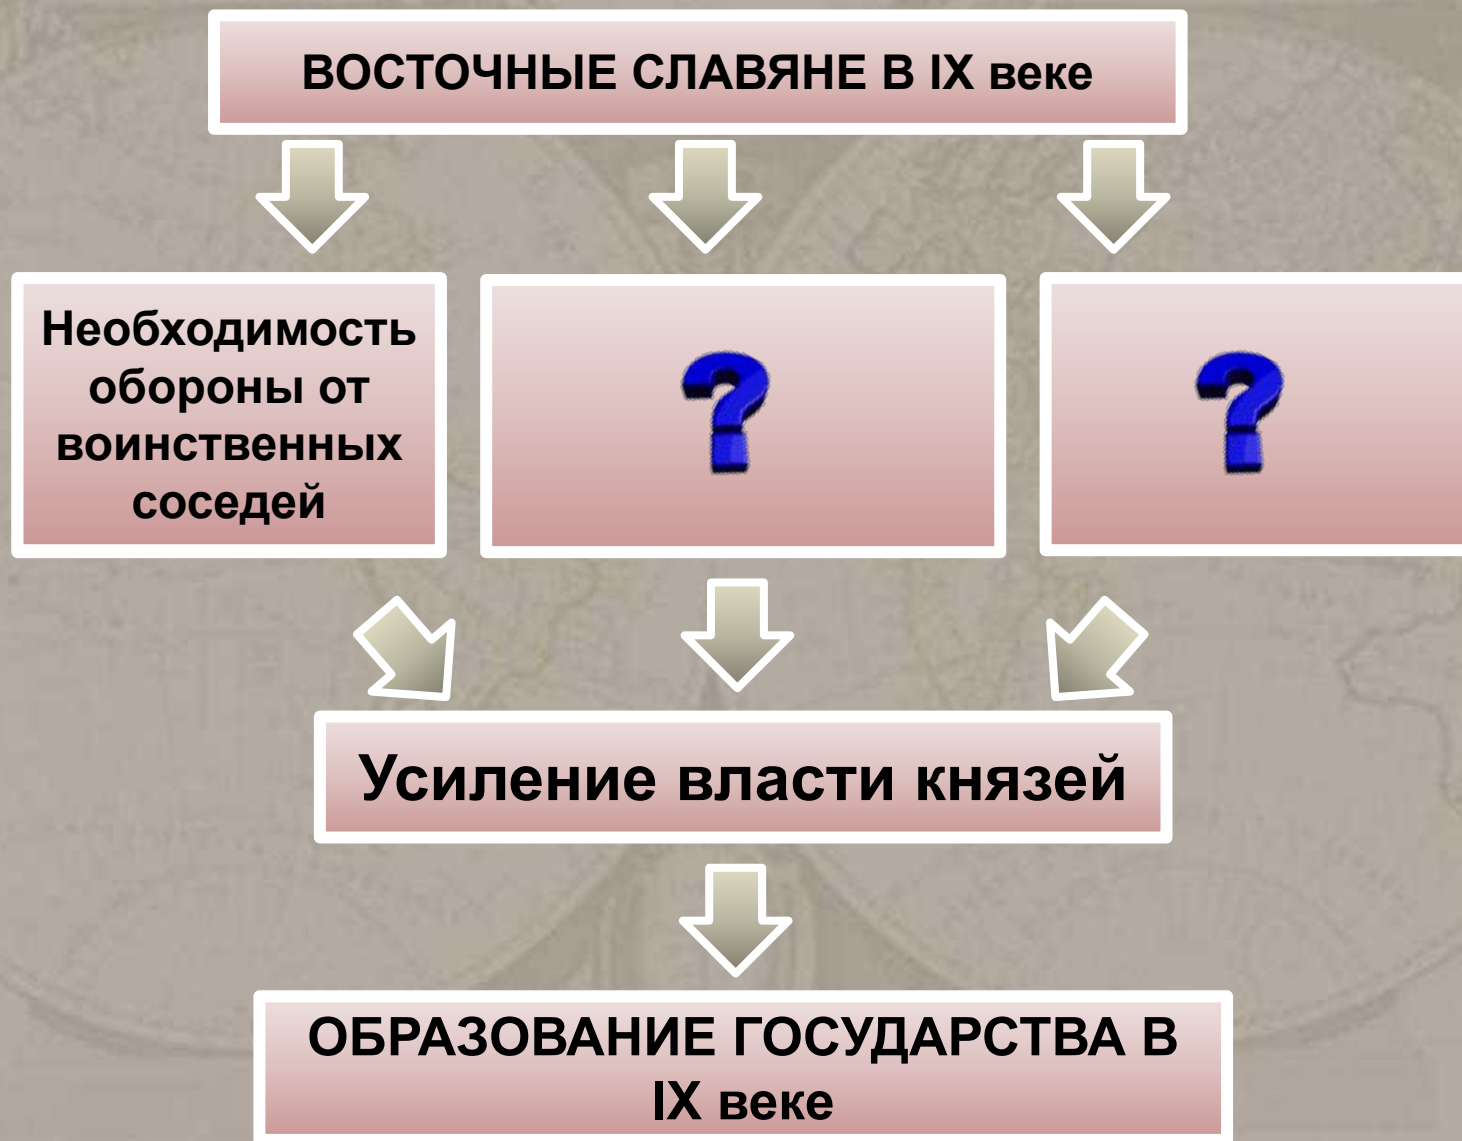 ВОСТОЧНЫЕ СЛАВЯНЕ В IX веке
Необходимость
обороны от
воинственных
соседей
?
?
Усиление власти князей
ОБРАЗОВАНИЕ ГОСУДАРСТВА В
IX веке